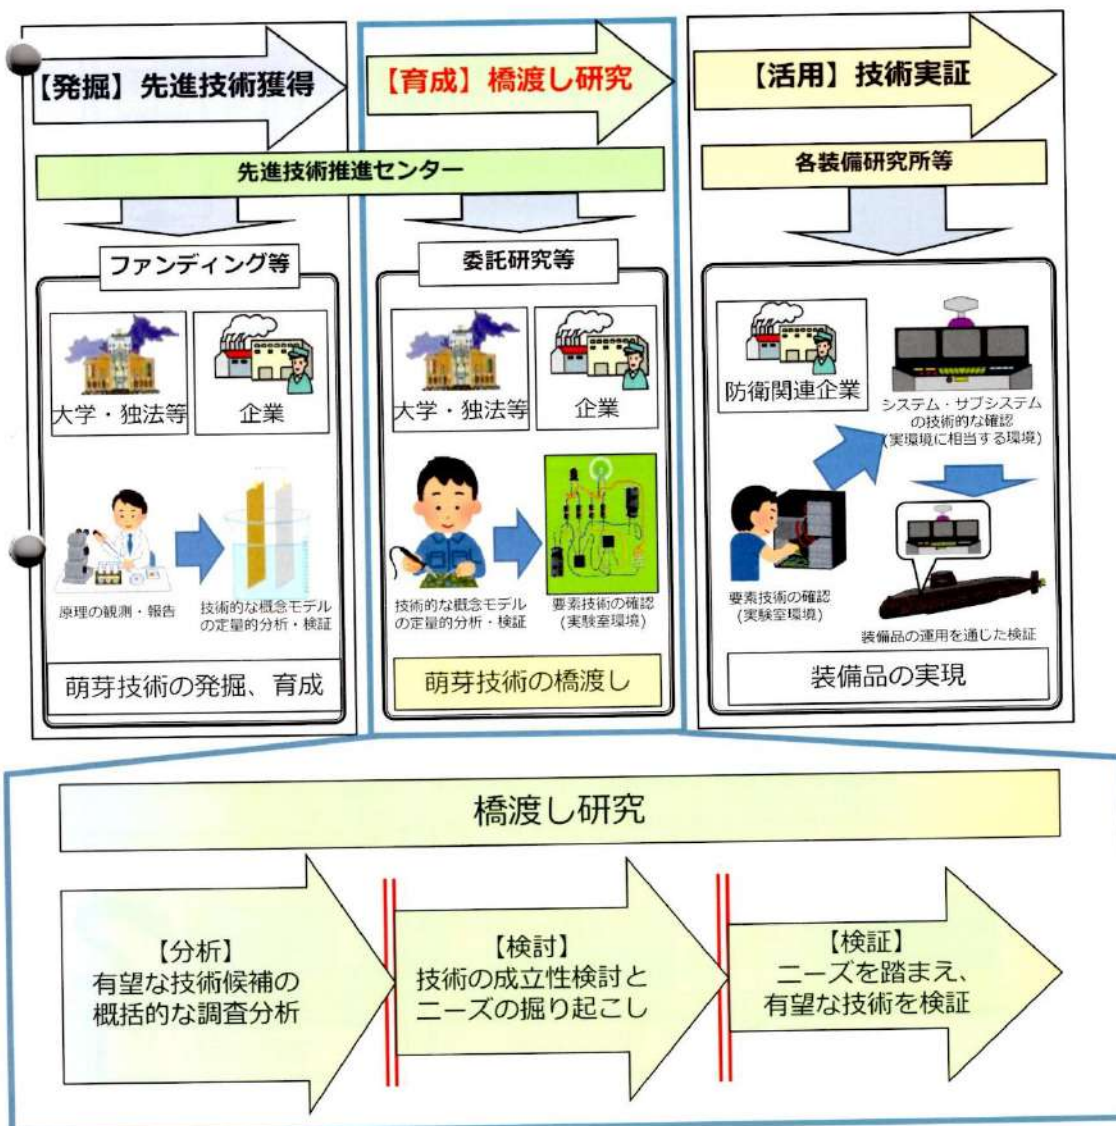 【発掘】先進技術獲得
【育成】橋渡し研究
【活用】技術実証
先進技術推進センター
各装備研究所等
ファンディング等
大学・独法等
企業
原理の観測・報告
技術的な概念モデル
の定量的分析・検証
萌芽技術の発掘、育成
委託研究等
大学・独法等
企業
技術的な概念モデル
の定量的分析・検証
要素技術の確認
(実験室環境)
萌芽技術の橋渡し
防衛関連企業
システム・サブシステム
の技術的な確認
(実環境に相当する環境)
要素技術の確認
(実験室環境)
装備品の運用を通じた検証
装備品の実現
橋渡し研究
【分析】
有望な技術候補の
概括的な調査分析
【検討】
技術の成立性検討と
ニーズの掘り起こし
【検証】
ニーズを踏まえ、
有望な技術を検証